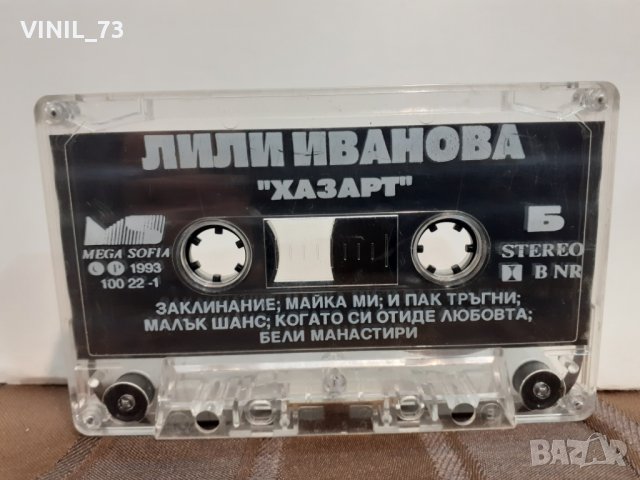 VINIL_73
ЛИЛИ ИВАНОВА
"ХАЗАРТ"
Б
MEGA SOFIA
© ℗ 1993
100 22 -1
STEREO
B NR
ЗАКЛИНАНИЕ; МАЙКА МИ; И ПАК ТРЪГНИ;
МАЛЪК ШАНС; КОГАТО СИ ОТИДЕ ЛЮБОВТА;
БЕЛИ МАНАСТИРИ
BAZAR